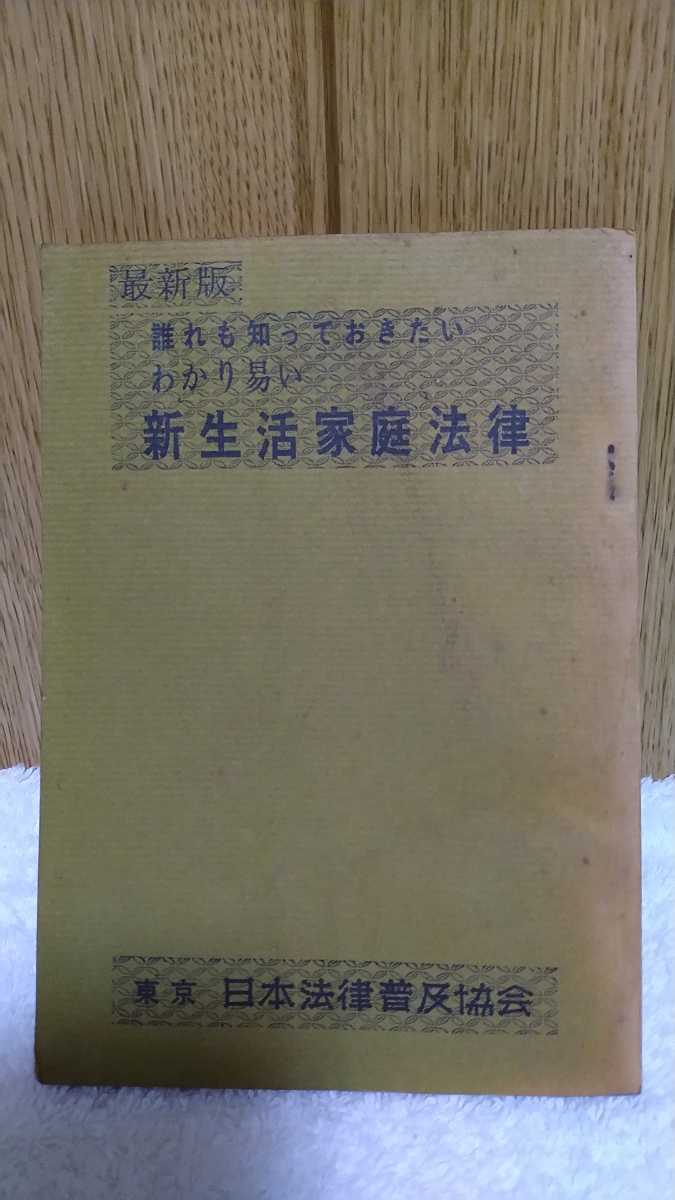 最新版
誰れも知っておきたい
わかり易い
新生活家庭法律
東京 日本法律普及協会